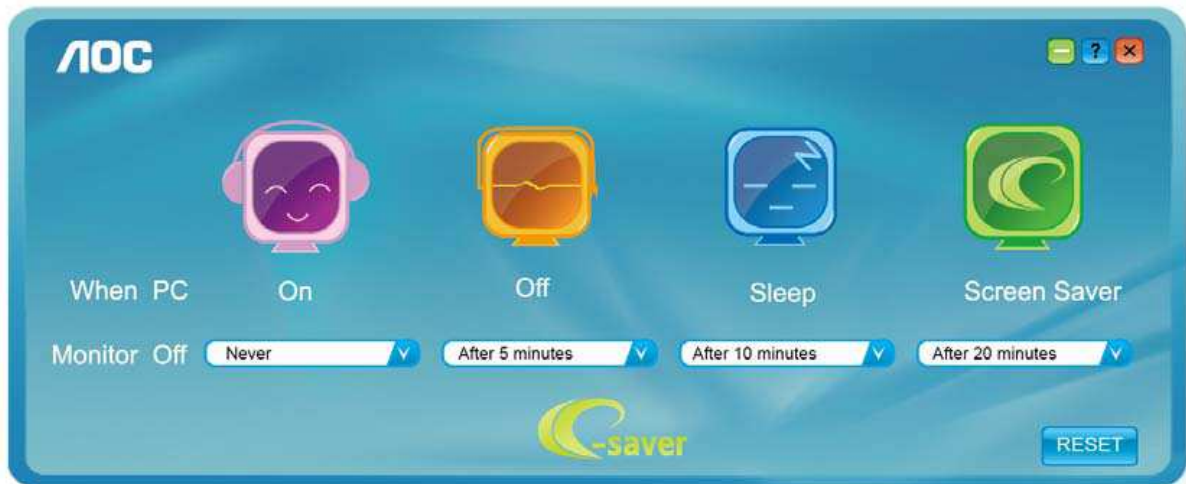 AOC
?
When PC On Off Sleep Screen Saver
Monitor Off Never After 5 minutes After 10 minutes After 20 minutes
e-saver
RESET